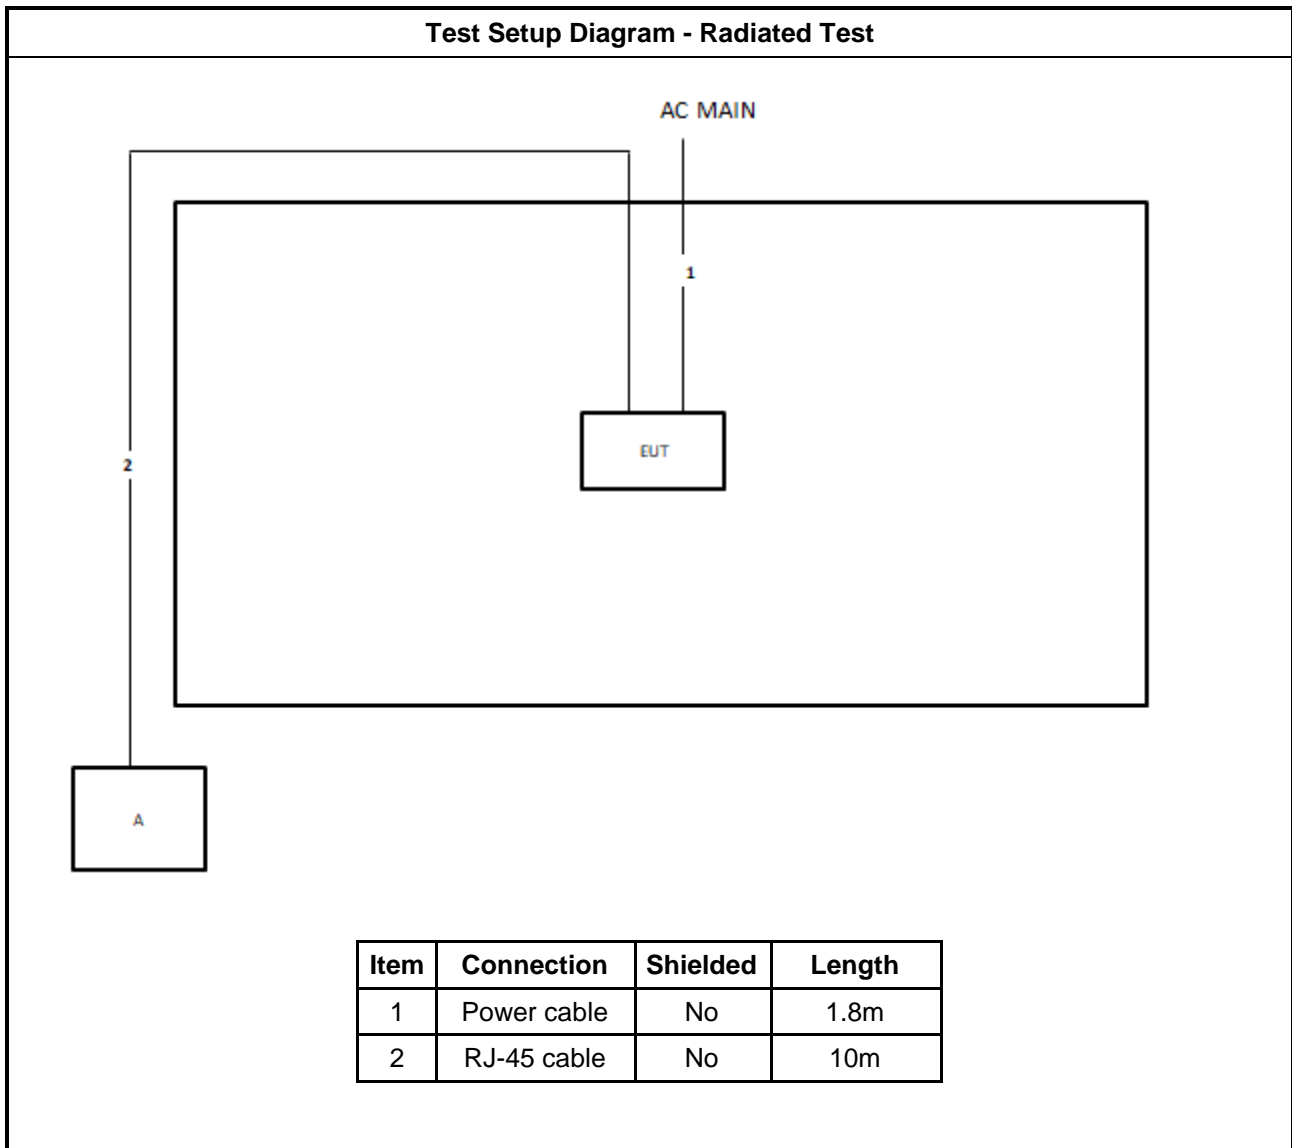 Test Setup Diagram - Radiated Test
AC MAIN
1
EUT
2
A
Item Connection Shielded Length
1 Power cable No 1.8m
2 RJ-45 cable No 10m